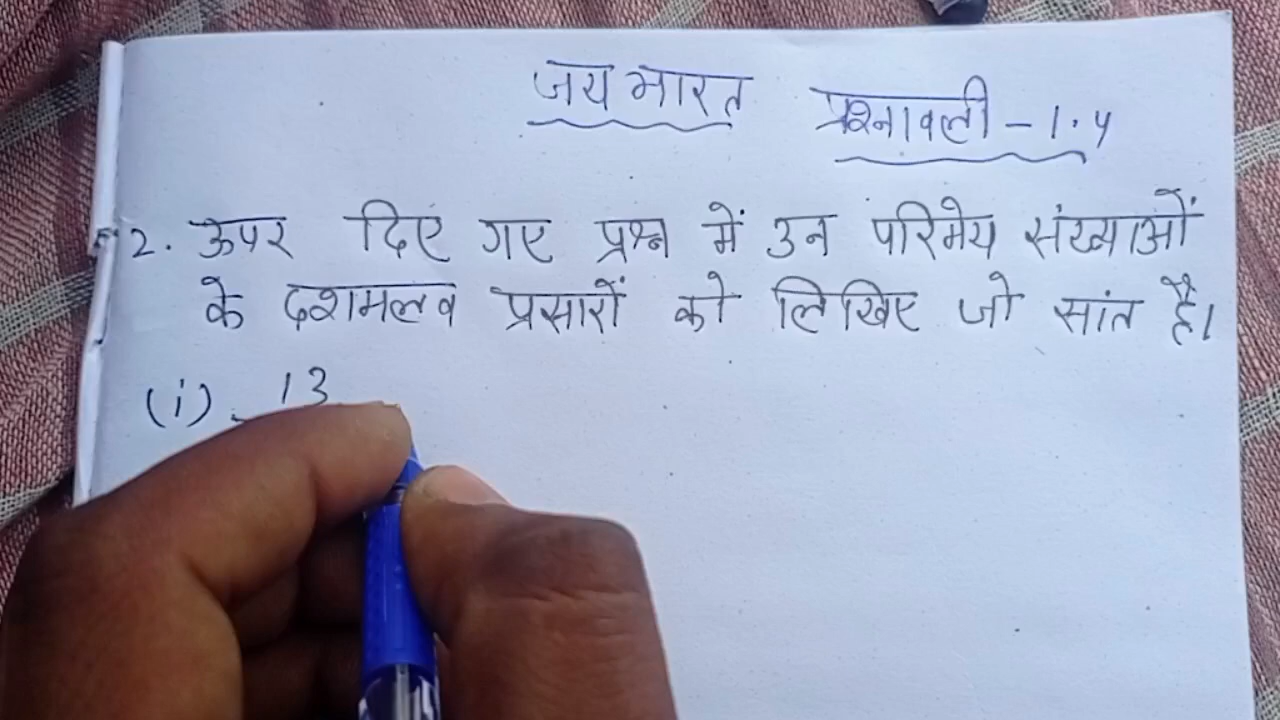 जय भारत प्रश्नावली - 1.4
2. ऊपर दिए गए प्रश्न में उन परिमेय संख्याओं
के दशमलव प्रसारों को लिखिए जो सांत है।
(i) 13